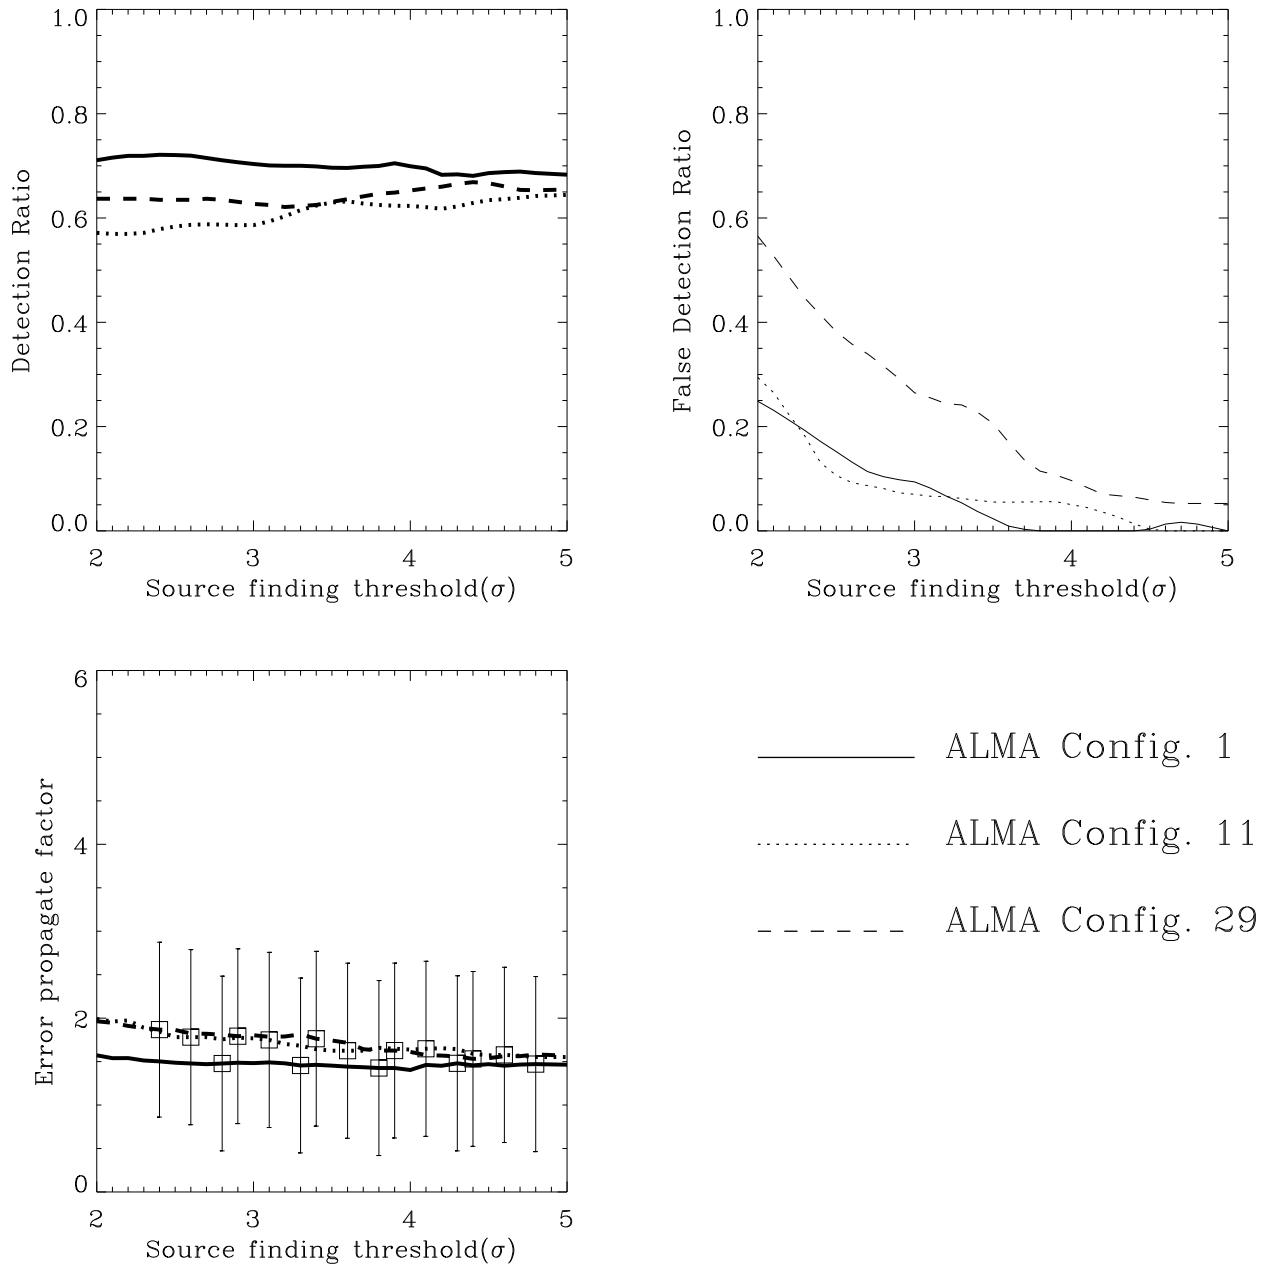 1.0
0.8
0.6
0.4
0.2
0.0
Detection Ratio
2 3 4 5
Source finding threshold(σ)
1.0
0.8
0.6
0.4
0.2
0.0
False Detection Ratio
2 3 4 5
Source finding threshold(σ)
6
4
2
0
Error propagate factor
2 3 4 5
Source finding threshold(σ)
ALMA Config. 1
ALMA Config. 11
ALMA Config. 29